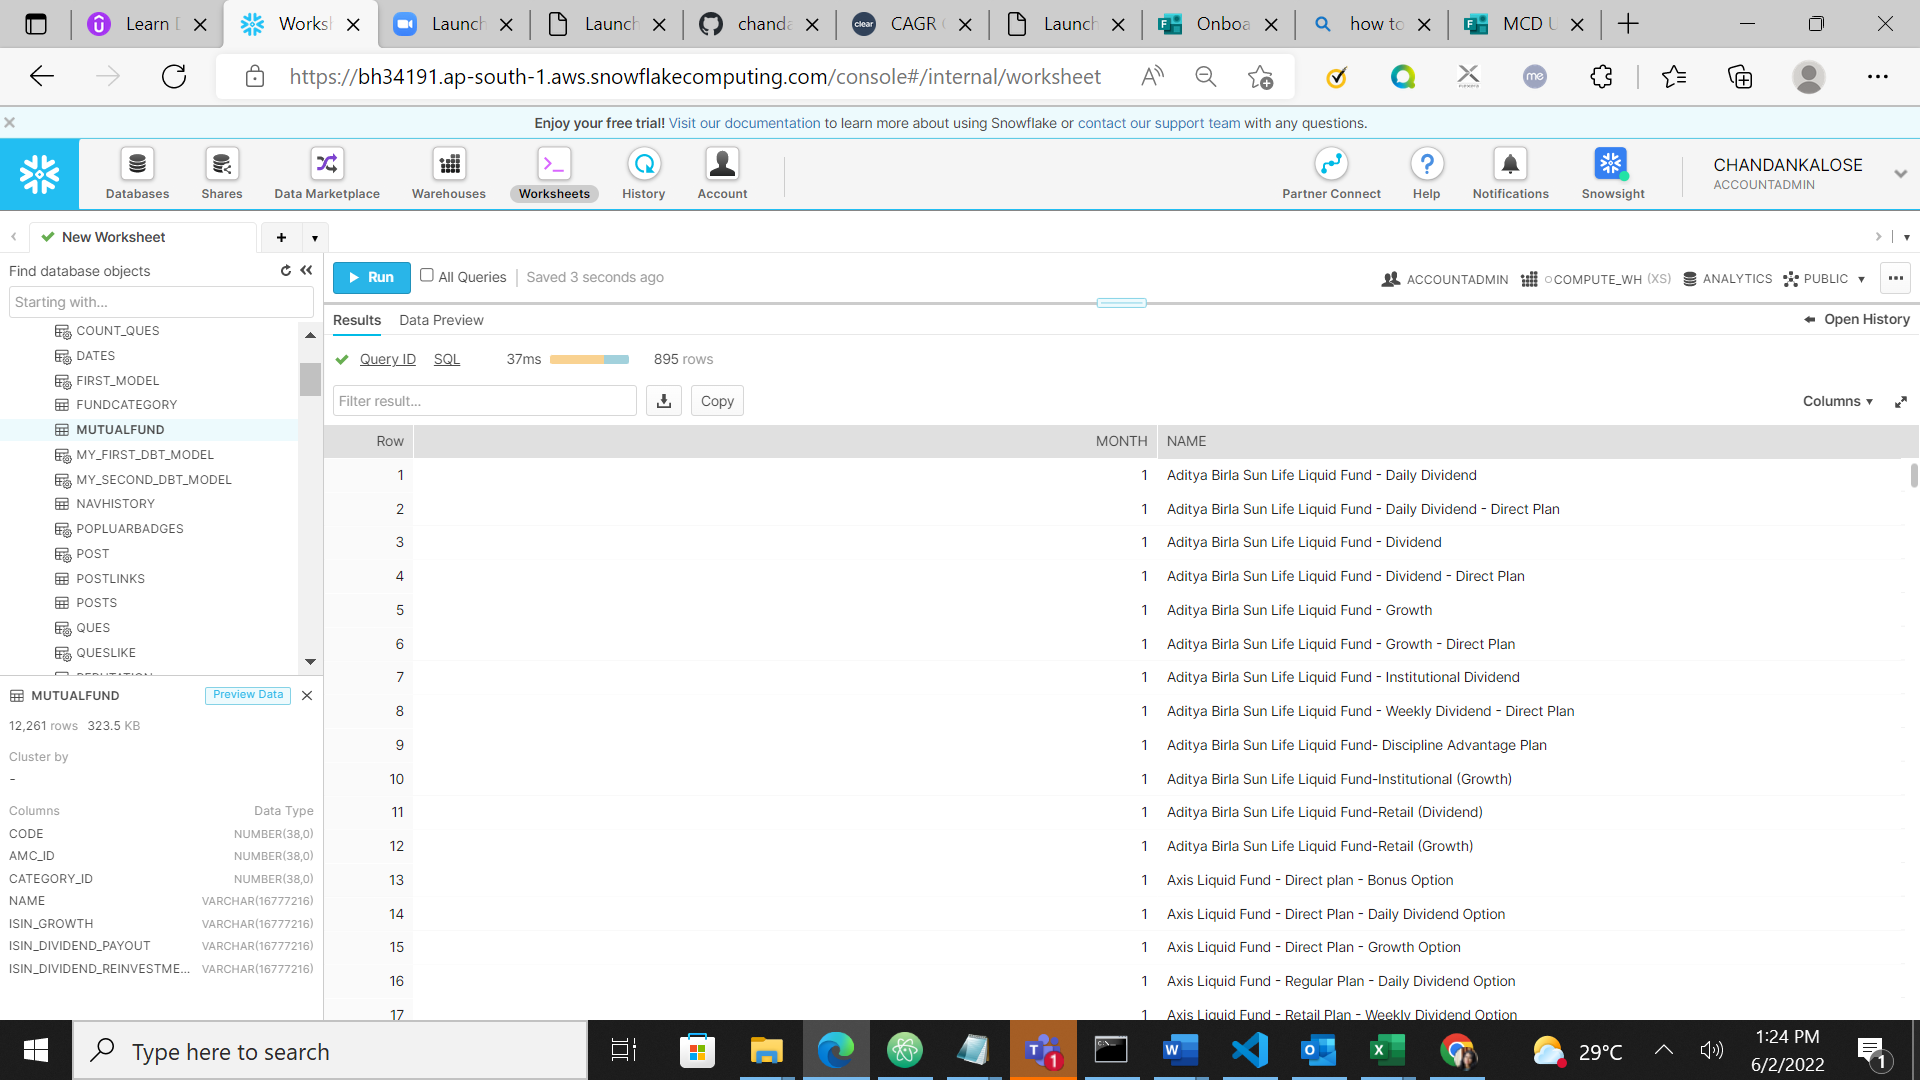 Learn D
Worksh
Launch
Launch
chanda
CAGR C
Launch
Onboa
how to
MCD U
https://bh34191.ap-south-1.aws.snowflakecomputing.com/console#/internal/worksheet
Enjoy your free trial! Visit our documentation to learn more about using Snowflake or contact our support team with any questions.
Databases
Shares
Data Marketplace
Warehouses
Worksheets
History
Account
Partner Connect
Help
Notifications
Snowsight
CHANDANKALOSE
ACCOUNTADMIN
New Worksheet
Find database objects
Starting with...
COUNT_QUES
DATES
FIRST_MODEL
FUNDCATEGORY
MUTUALFUND
MY_FIRST_DBT_MODEL
MY_SECOND_DBT_MODEL
NAVHISTORY
POPLUARBADGES
POST
POSTLINKS
POSTS
QUES
QUESLIKE
MUTUALFUND Preview Data
12,261 rows 323.5 KB
Cluster by
-
Columns Data Type
CODE NUMBER(38,0)
AMC_ID NUMBER(38,0)
CATEGORY_ID NUMBER(38,0)
NAME VARCHAR(16777216)
ISIN_GROWTH VARCHAR(16777216)
ISIN_DIVIDEND_PAYOUT VARCHAR(16777216)
ISIN_DIVIDEND_REINVESTME... VARCHAR(16777216)
Run All Queries Saved 3 seconds ago
ACCOUNTADMIN COMPUTE_WH (XS) ANALYTICS PUBLIC
Results Data Preview Open History
Query ID SQL 37ms 895 rows
Filter result... Copy Columns
Row MONTH NAME
1 1 Aditya Birla Sun Life Liquid Fund - Daily Dividend
2 1 Aditya Birla Sun Life Liquid Fund - Daily Dividend - Direct Plan
3 1 Aditya Birla Sun Life Liquid Fund - Dividend
4 1 Aditya Birla Sun Life Liquid Fund - Dividend - Direct Plan
5 1 Aditya Birla Sun Life Liquid Fund - Growth
6 1 Aditya Birla Sun Life Liquid Fund - Growth - Direct Plan
7 1 Aditya Birla Sun Life Liquid Fund - Institutional Dividend
8 1 Aditya Birla Sun Life Liquid Fund - Weekly Dividend - Direct Plan
9 1 Aditya Birla Sun Life Liquid Fund- Discipline Advantage Plan
10 1 Aditya Birla Sun Life Liquid Fund-Institutional (Growth)
11 1 Aditya Birla Sun Life Liquid Fund-Retail (Dividend)
12 1 Aditya Birla Sun Life Liquid Fund-Retail (Growth)
13 1 Axis Liquid Fund - Direct plan - Bonus Option
14 1 Axis Liquid Fund - Direct Plan - Daily Dividend Option
15 1 Axis Liquid Fund - Direct Plan - Growth Option
16 1 Axis Liquid Fund - Regular Plan - Daily Dividend Option
17 1 Axis Liquid Fund - Retail Plan - Weekly Dividend Option
Type here to search
29°C
1:24 PM
6/2/2022